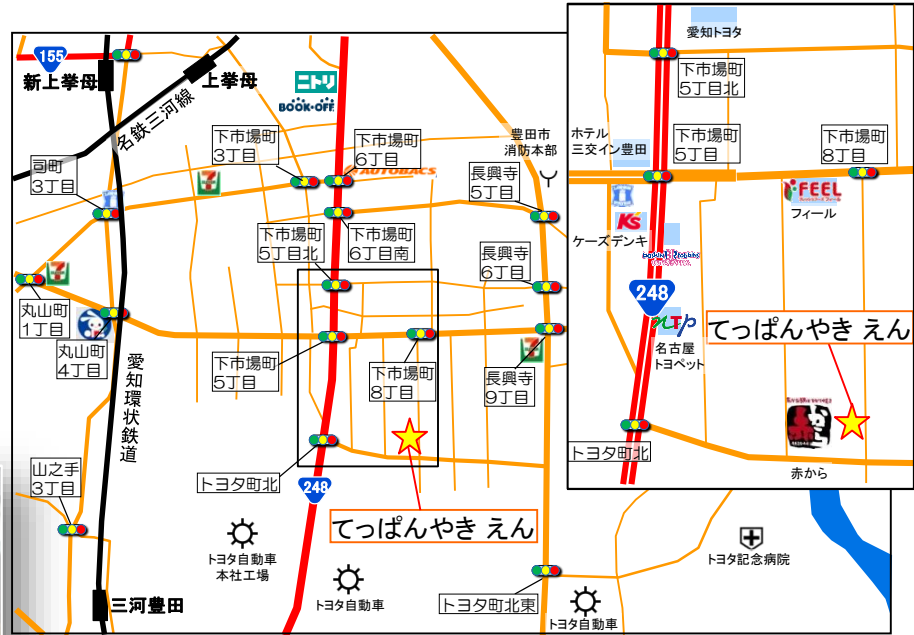 155
新上挙母
上挙母
名鉄三河線
ニトリ
BOOK・OFF
下市場町
3丁目
下市場町
6丁目
AUTOBACS
豊田市
消防本部
長興寺
5丁目
司町
3丁目
下市場町
5丁目北
下市場町
6丁目南
長興寺
6丁目
丸山町
1丁目
丸山町
4丁目
愛知環状鉄道
下市場町
5丁目
下市場町
8丁目
長興寺
9丁目
トヨタ町北
248
てっぱんやき えん
山之手
3丁目
トヨタ自動車
本社工場
トヨタ自動車
トヨタ町北東
トヨタ自動車
トヨタ記念病院
三河豊田
愛知トヨタ
下市場町
5丁目北
ホテル
三交イン豊田
下市場町
5丁目
下市場町
8丁目
FEEL
フィール
K's
ケーズデンキ
248
NTP
名古屋
トヨペット
てっぱんやき えん
赤から
トヨタ町北
赤から